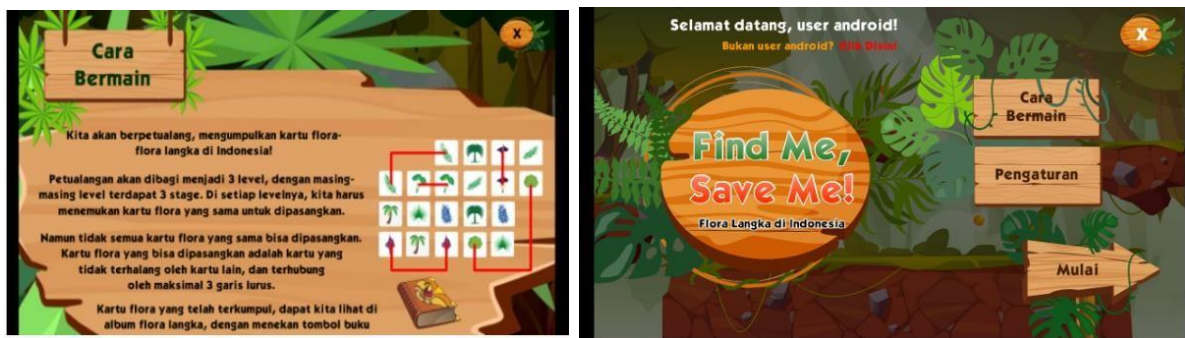 Cara
Bermain
X
Kita akan berpetualang, mengumpulkan kartu flora-
flora langka di Indonesia!
Petualangan akan dibagi menjadi 3 level, dengan masing-
masing level terdapat 3 stage. Di setiap levelnya, kita harus
menemukan kartu flora yang sama untuk dipasangkan.
Namun tidak semua kartu flora yang sama bisa dipasangkan.
Kartu flora yang bisa dipasangkan adalah kartu yang
tidak terhalang oleh kartu lain, dan terhubung
oleh maksimal 3 garis lurus.
Kartu flora yang telah terkumpul, dapat kita lihat di
album flora langka, dengan menekan tombol buku
Selamat datang, user android!
Bukan user android? Klik Disini
X
Find Me,
Save Me!
Flora Langka di Indonesia
Cara
Bermain
Pengaturan
Mulai